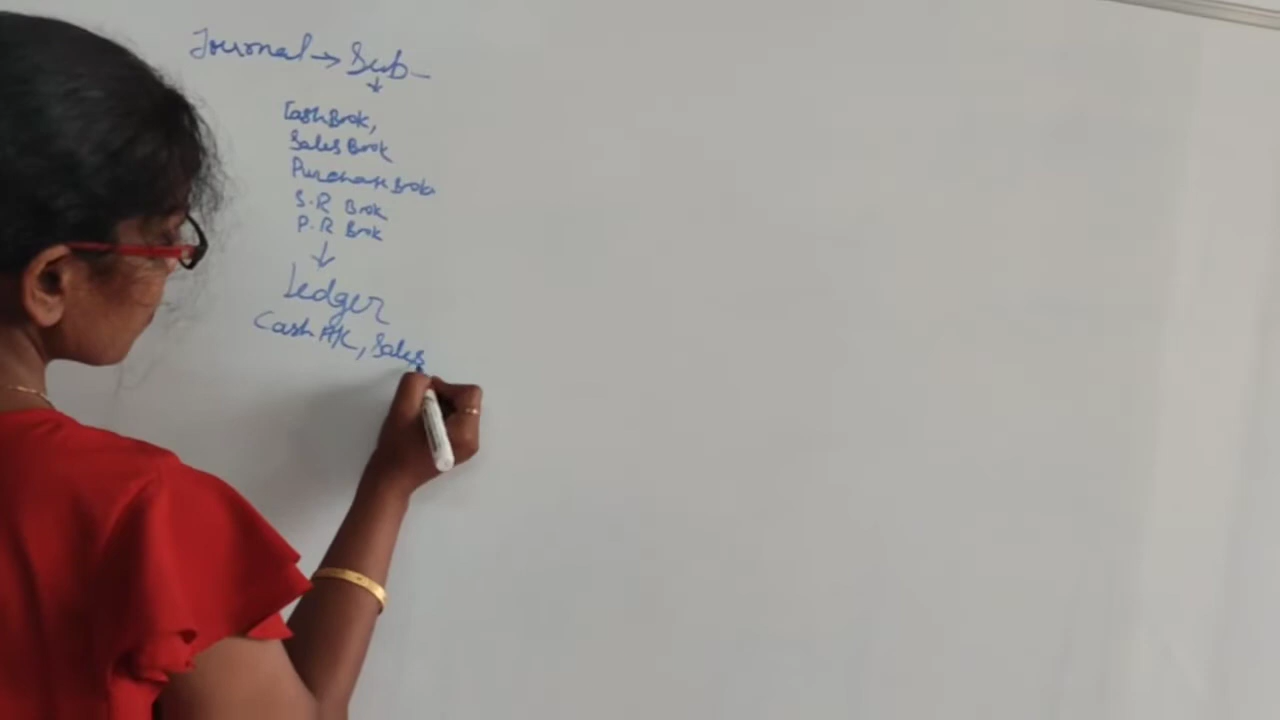 Journal → Sub-
↓
Cash Book,
Sales Book
Purchase Book
S.R Book
P.R Book
↓
Ledger
Cash A/c, Sales